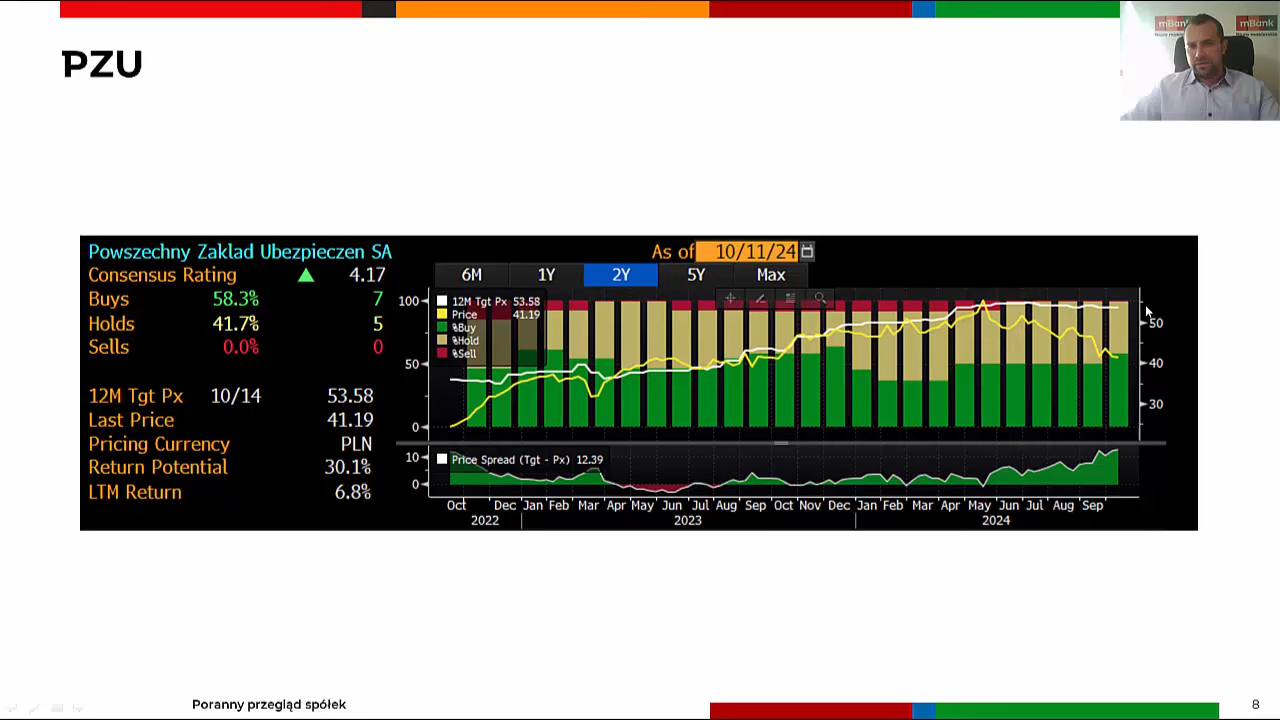 mBank
mBank
PZU
Powszechny Zaklad Ubezpieczen SA
As of 10/11/24
Consensus Rating 4.17
6M 1Y 2Y 5Y Max
Buys 58.3% 7
Holds 41.7% 5
Sells 0.0% 0
12M Tgt Px 10/14 53.58
Last Price 41.19
Pricing Currency PLN
Return Potential 30.1%
LTM Return 6.8%
12M Tgt Px 53.58
Price 41.19
%Buy
%Hold
%Sell
100
50
0
50
40
30
Price Spread (Tgt - Px) 12.39
10
0
Oct Dec Jan Feb Mar Apr May Jun Jul Aug Sep Oct Nov Dec Jan Feb Mar Apr May Jun Jul Aug Sep
2022 2023 2024
Poranny przegląd spółek
8